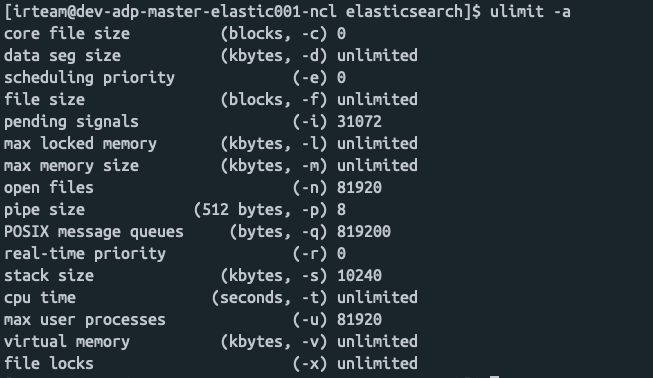 [irteam@dev-adp-master-elastic001-ncl elasticsearch]$ ulimit -a
core file size          (blocks, -c) 0
data seg size           (kbytes, -d) unlimited
scheduling priority             (-e) 0
file size               (blocks, -f) unlimited
pending signals                 (-i) 31072
max locked memory       (kbytes, -l) unlimited
max memory size         (kbytes, -m) unlimited
open files                      (-n) 81920
pipe size            (512 bytes, -p) 8
POSIX message queues     (bytes, -q) 819200
real-time priority              (-r) 0
stack size              (kbytes, -s) 10240
cpu time               (seconds, -t) unlimited
max user processes              (-u) 81920
virtual memory          (kbytes, -v) unlimited
file locks                      (-x) unlimited